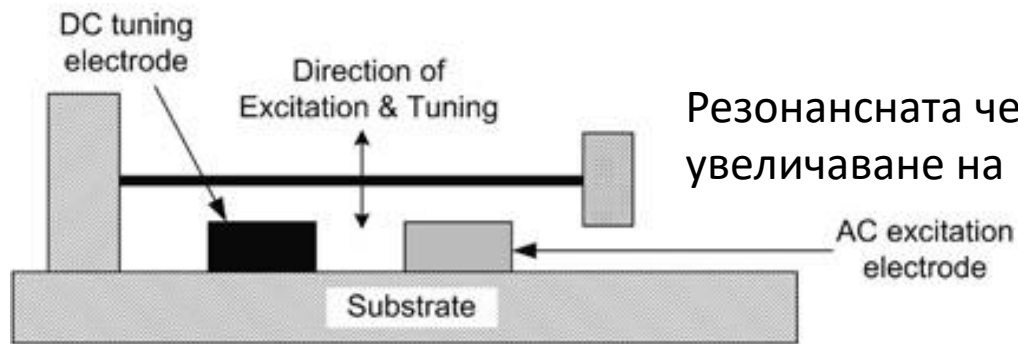 DC tuning
electrode
Direction of
Excitation & Tuning
Резонансната че
увеличаване на
AC excitation
electrode
Substrate